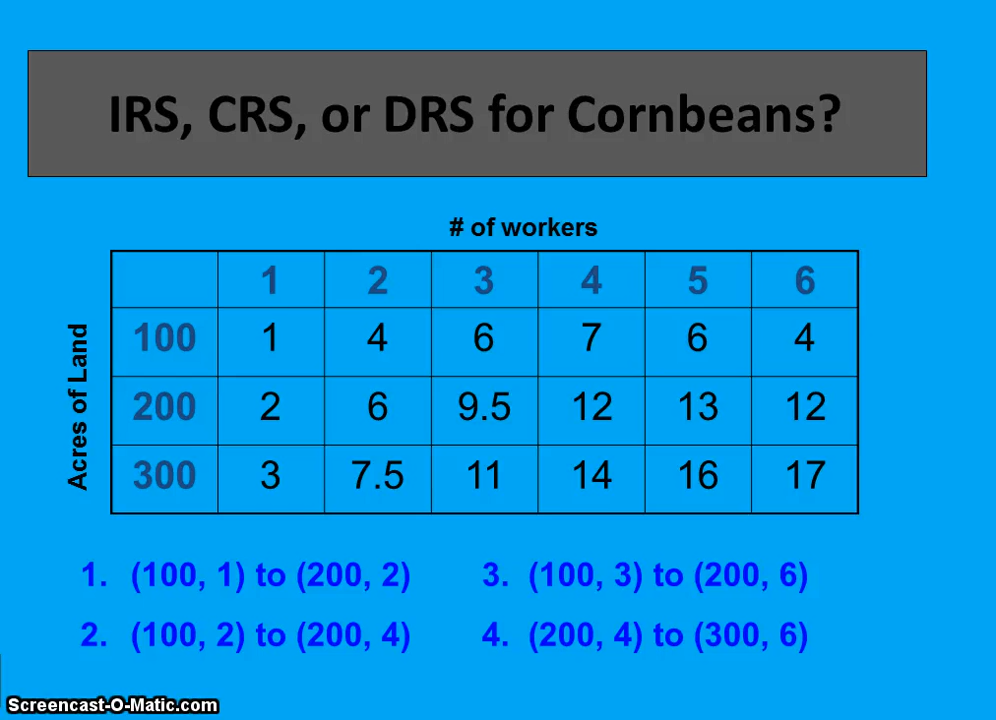 IRS, CRS, or DRS for Cornbeans?
# of workers
Acres of Land
1 2 3 4 5 6
100 1 4 6 7 6 4
200 2 6 9.5 12 13 12
300 3 7.5 11 14 16 17
1. (100, 1) to (200, 2) 3. (100, 3) to (200, 6)
2. (100, 2) to (200, 4) 4. (200, 4) to (300, 6)
Screencast-O-Matic.com